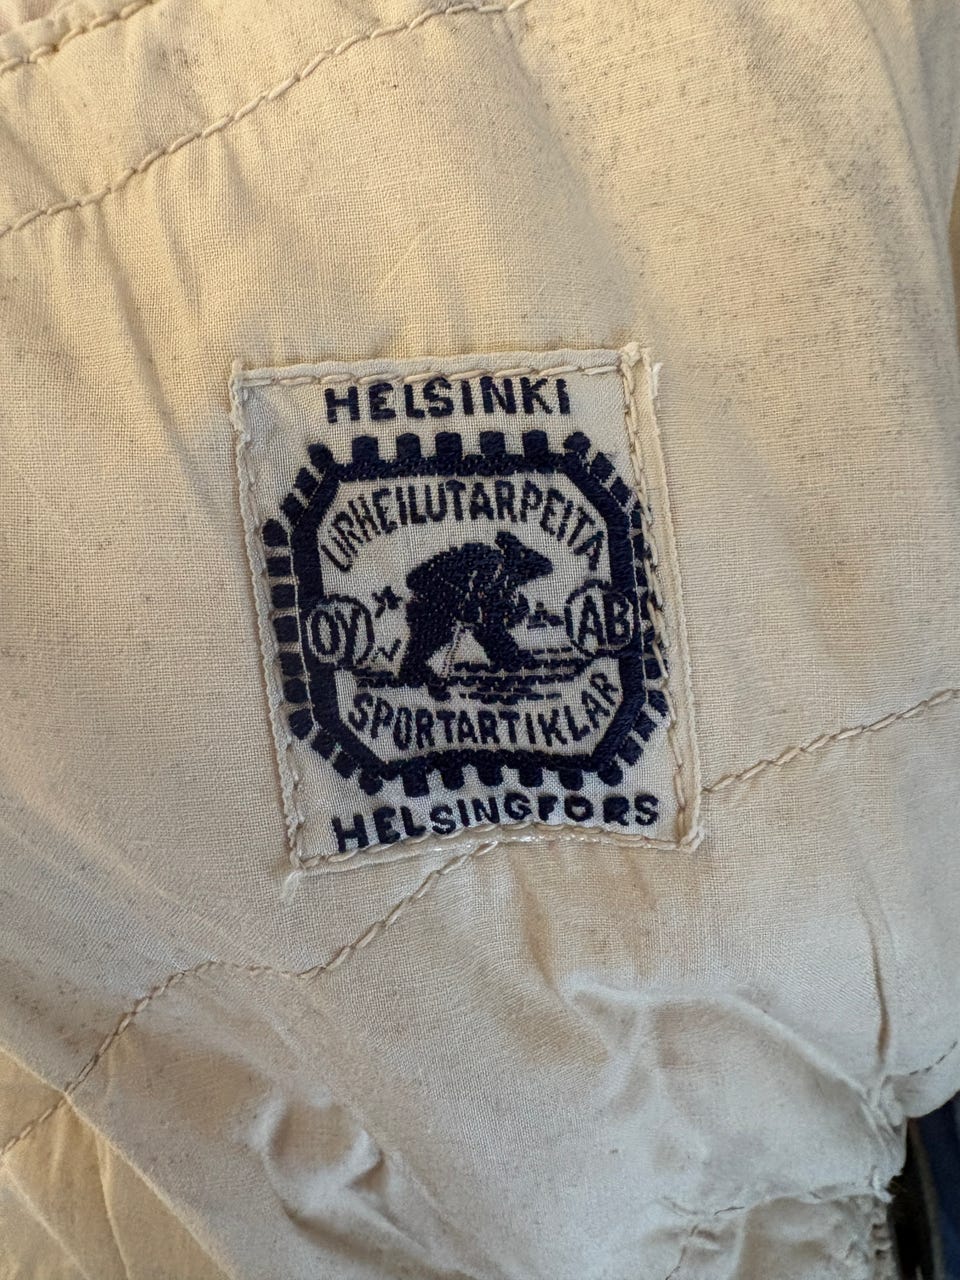 HELSINKI
URHEILUTARPEITA
OY AB
SPORTARTIKLAR
HELSINGFORS